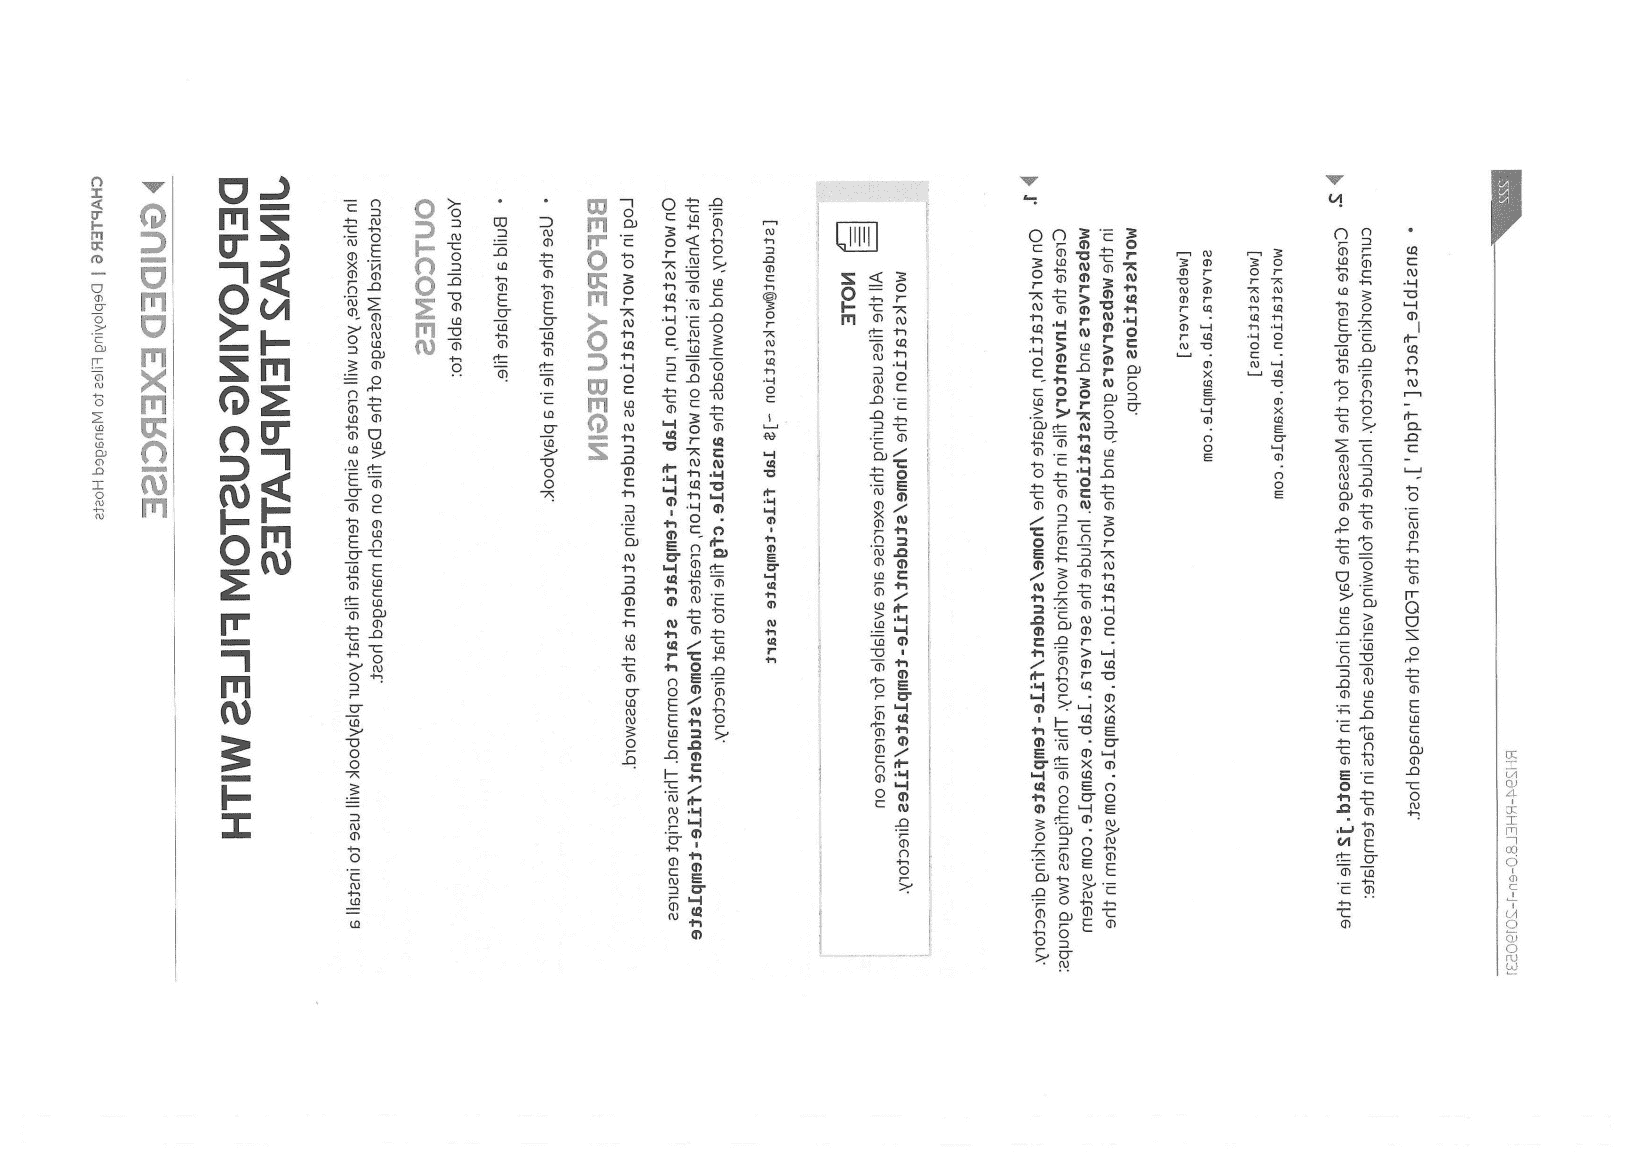 CHAPTER 6 | Deploying Files to Managed Hosts
▶ GUIDED EXERCISE
DEPLOYING CUSTOM FILES WITH
JINJA2 TEMPLATES
In this exercise, you will create a simple template file that your playbook will use to install a
customized Message of the Day file on each managed host.
OUTCOMES
You should be able to:
• Build a template file.
• Use the template file in a playbook.
BEFORE YOU BEGIN
Log in to workstation as student using student as the password.
On workstation, run the lab file-template start command. This script ensures
that Ansible is installed on workstation, creates the /home/student/file-template
directory, and downloads the ansible.cfg file into that directory.
[student@workstation ~]$ lab file-template start
NOTE
All the files used during this exercise are available for reference on
workstation in the /home/student/file-template/files directory.
▶ 1. On workstation, navigate to the /home/student/file-template working directory.
Create the inventory file in the current working directory. This file configures two groups:
webservers and workstations. Include the servera.lab.example.com system
in the webservers group, and the workstation.lab.example.com system in the
workstations group.
[webservers]
servera.lab.example.com
[workstations]
workstation.lab.example.com
▶ 2. Create a template for the Message of the Day and include it in the motd.j2 file in the
current working directory. Include the following variables and facts in the template:
• ansible_facts['fqdn'], to insert the FQDN of the managed host.
222
RH294-RHEL8.0-en-1-20190531